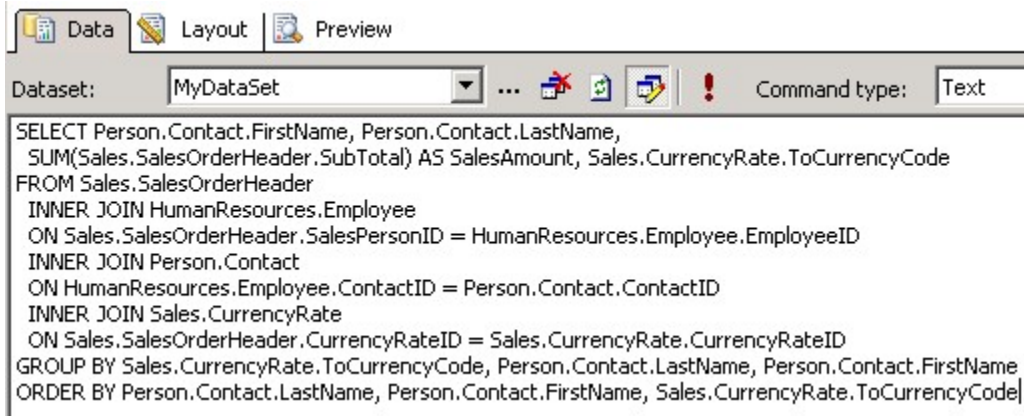 Data Layout Preview
Dataset: MyDataSet ... Command type: Text
SELECT Person.Contact.FirstName, Person.Contact.LastName,
SUM(Sales.SalesOrderHeader.SubTotal) AS SalesAmount, Sales.CurrencyRate.ToCurrencyCode
FROM Sales.SalesOrderHeader
INNER JOIN HumanResources.Employee
ON Sales.SalesOrderHeader.SalesPersonID = HumanResources.Employee.EmployeeID
INNER JOIN Person.Contact
ON HumanResources.Employee.ContactID = Person.Contact.ContactID
INNER JOIN Sales.CurrencyRate
ON Sales.SalesOrderHeader.CurrencyRateID = Sales.CurrencyRate.CurrencyRateID
GROUP BY Sales.CurrencyRate.ToCurrencyCode, Person.Contact.LastName, Person.Contact.FirstName
ORDER BY Person.Contact.LastName, Person.Contact.FirstName, Sales.CurrencyRate.ToCurrencyCode